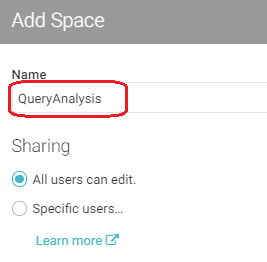 Add Space
Name
QueryAnalysis
Sharing
All users can edit.
Specific users...
Learn more